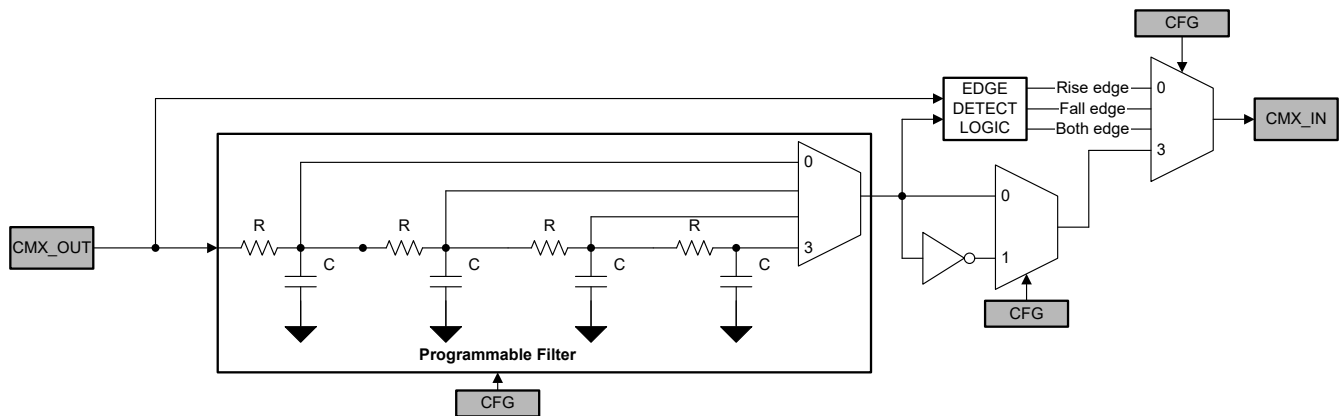 CFG
EDGE
DETECT
LOGIC
Rise edge
Fall edge
Both edge
0
3
CMX_IN
0
3
0
1
CMX_OUT
R
R
R
R
C
C
C
C
CFG
Programmable Filter
CFG